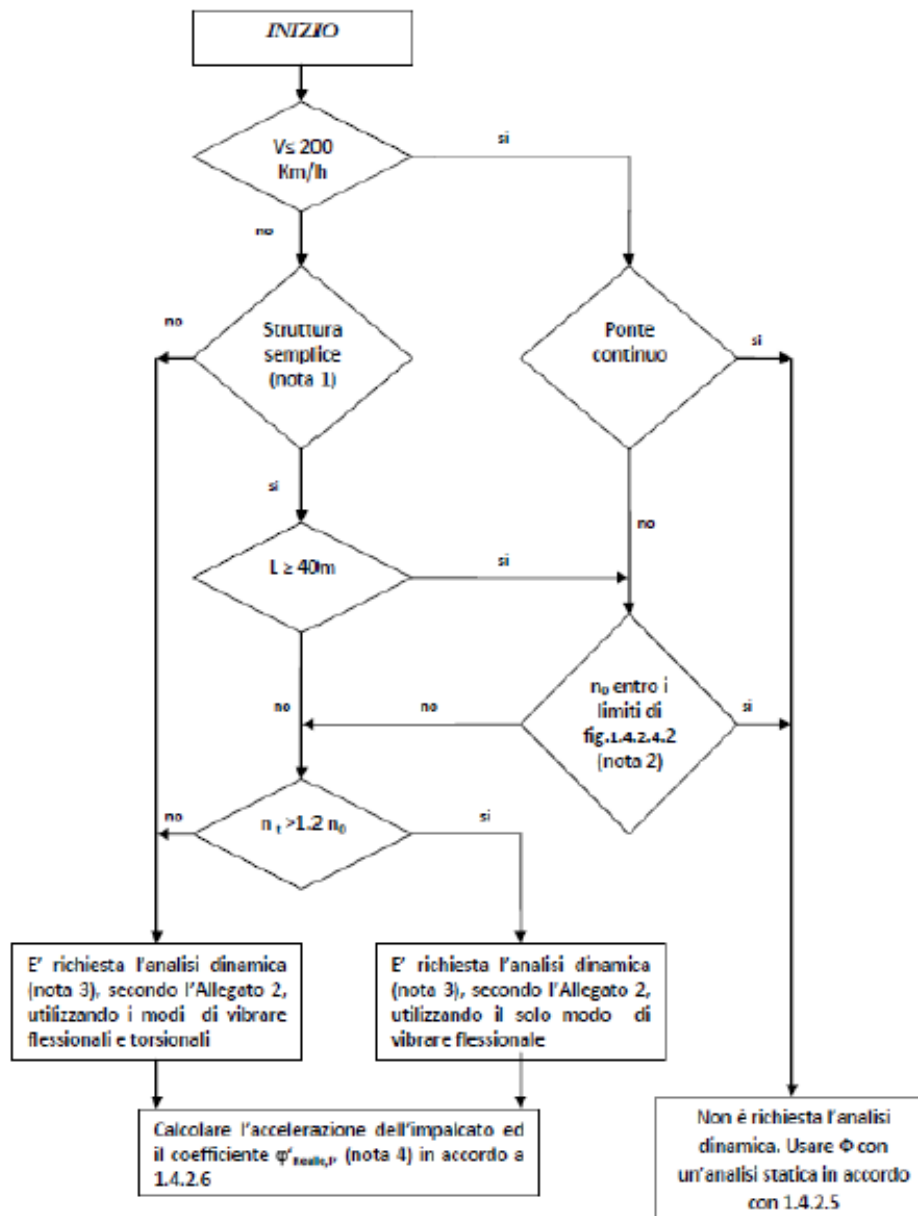 INIZIO
V≤ 200
Km/h
si
no
no
Struttura
semplice
(nota 1)
Ponte
continuo
si
si
no
L ≥ 40m
si
no
no
n₀ entro i
limiti di
fig.1.4.2.4.2
(nota 2)
si
no
n t >1.2 n₀
si
E' richiesta l'analisi dinamica
(nota 3), secondo l'Allegato 2,
utilizzando i modi di vibrare
flessionali e torsionali
E' richiesta l'analisi dinamica
(nota 3), secondo l'Allegato 2,
utilizzando il solo modo di
vibrare flessionale
Calcolare l'accelerazione dell'impalcato ed
il coefficiente (nota 4) in accordo a
1.4.2.6
Non è richiesta l'analisi
dinamica. Usare Φ con
un'analisi statica in accordo
con 1.4.2.5